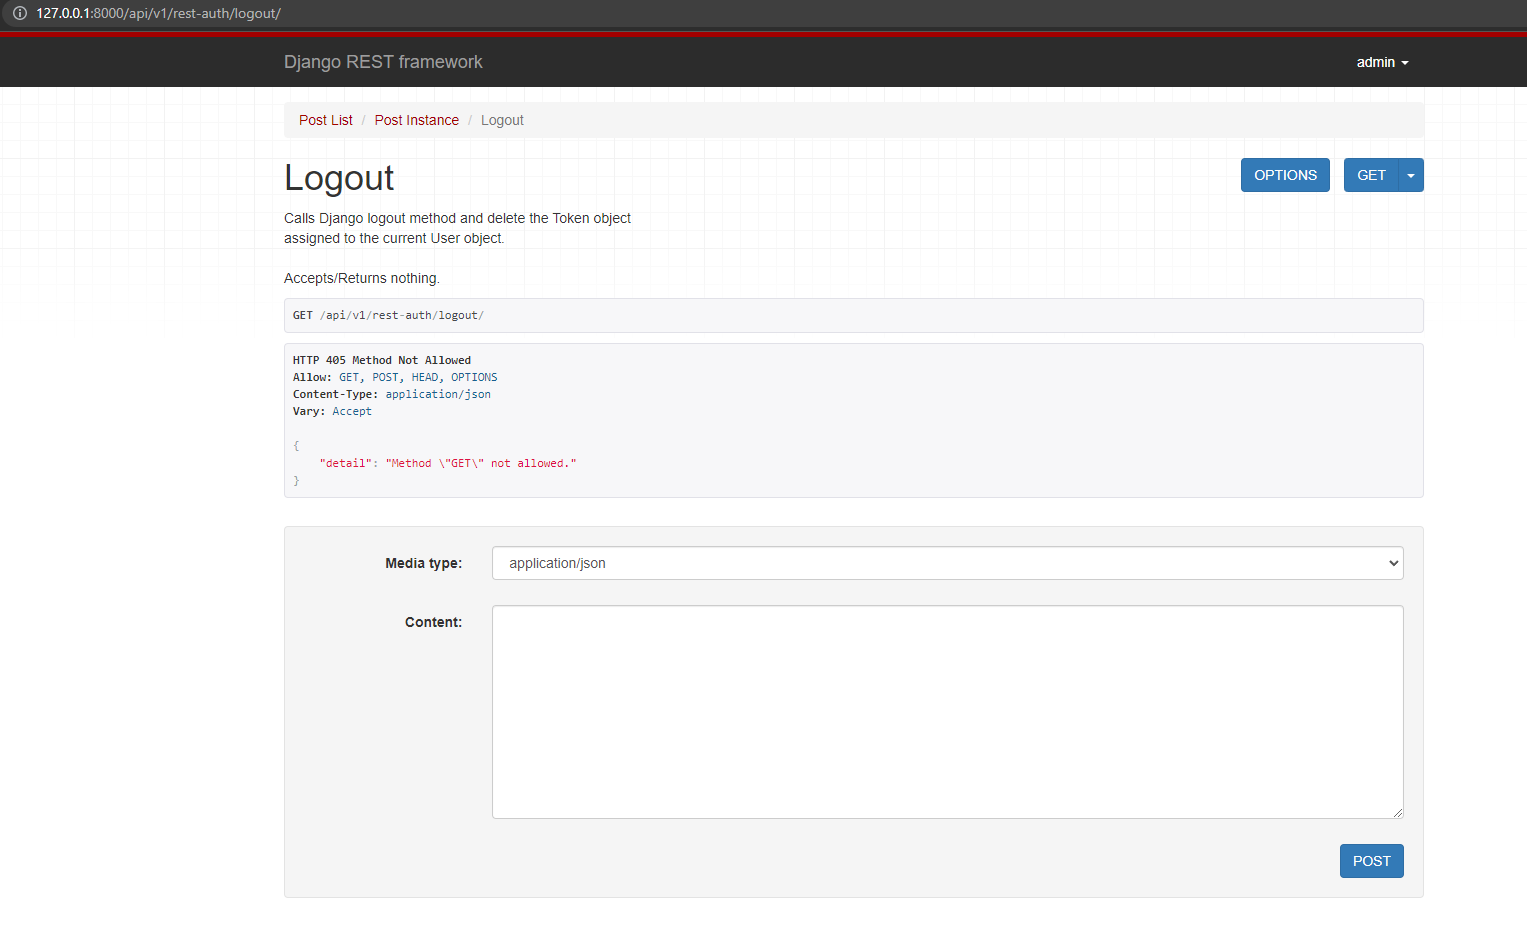 127.0.0.1:8000/api/v1/rest-auth/logout/
Django REST framework
admin
Post List / Post Instance / Logout
Logout
OPTIONS
GET
Calls Django logout method and delete the Token object
assigned to the current User object.
Accepts/Returns nothing.
GET /api/v1/rest-auth/logout/
HTTP 405 Method Not Allowed
Allow: GET, POST, HEAD, OPTIONS
Content-Type: application/json
Vary: Accept
{
"detail": "Method \"GET\" not allowed."
}
Media type:
application/json
Content:
POST